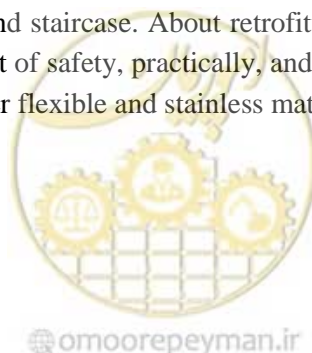 nd staircase. About retrofit
t of safety, practically, and
r flexible and stainless mat
@omoorepeyman.ir